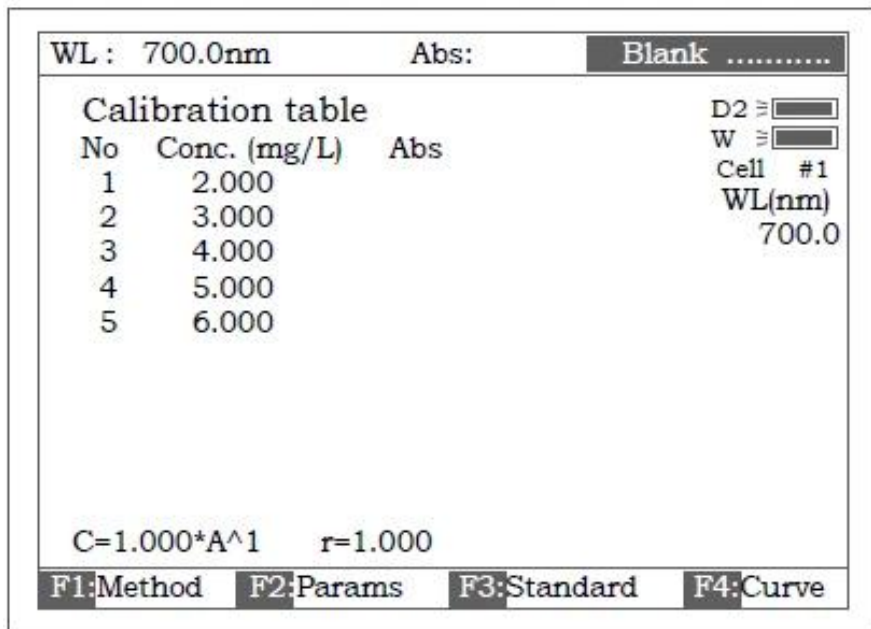 WL : 700.0nm Abs: Blank ...........
Calibration table
No Conc. (mg/L) Abs
1 2.000
2 3.000
3 4.000
4 5.000
5 6.000
D2
W
Cell #1
WL(nm)
700.0
C=1.000*A^1 r=1.000
F1:Method F2:Params F3:Standard F4:Curve